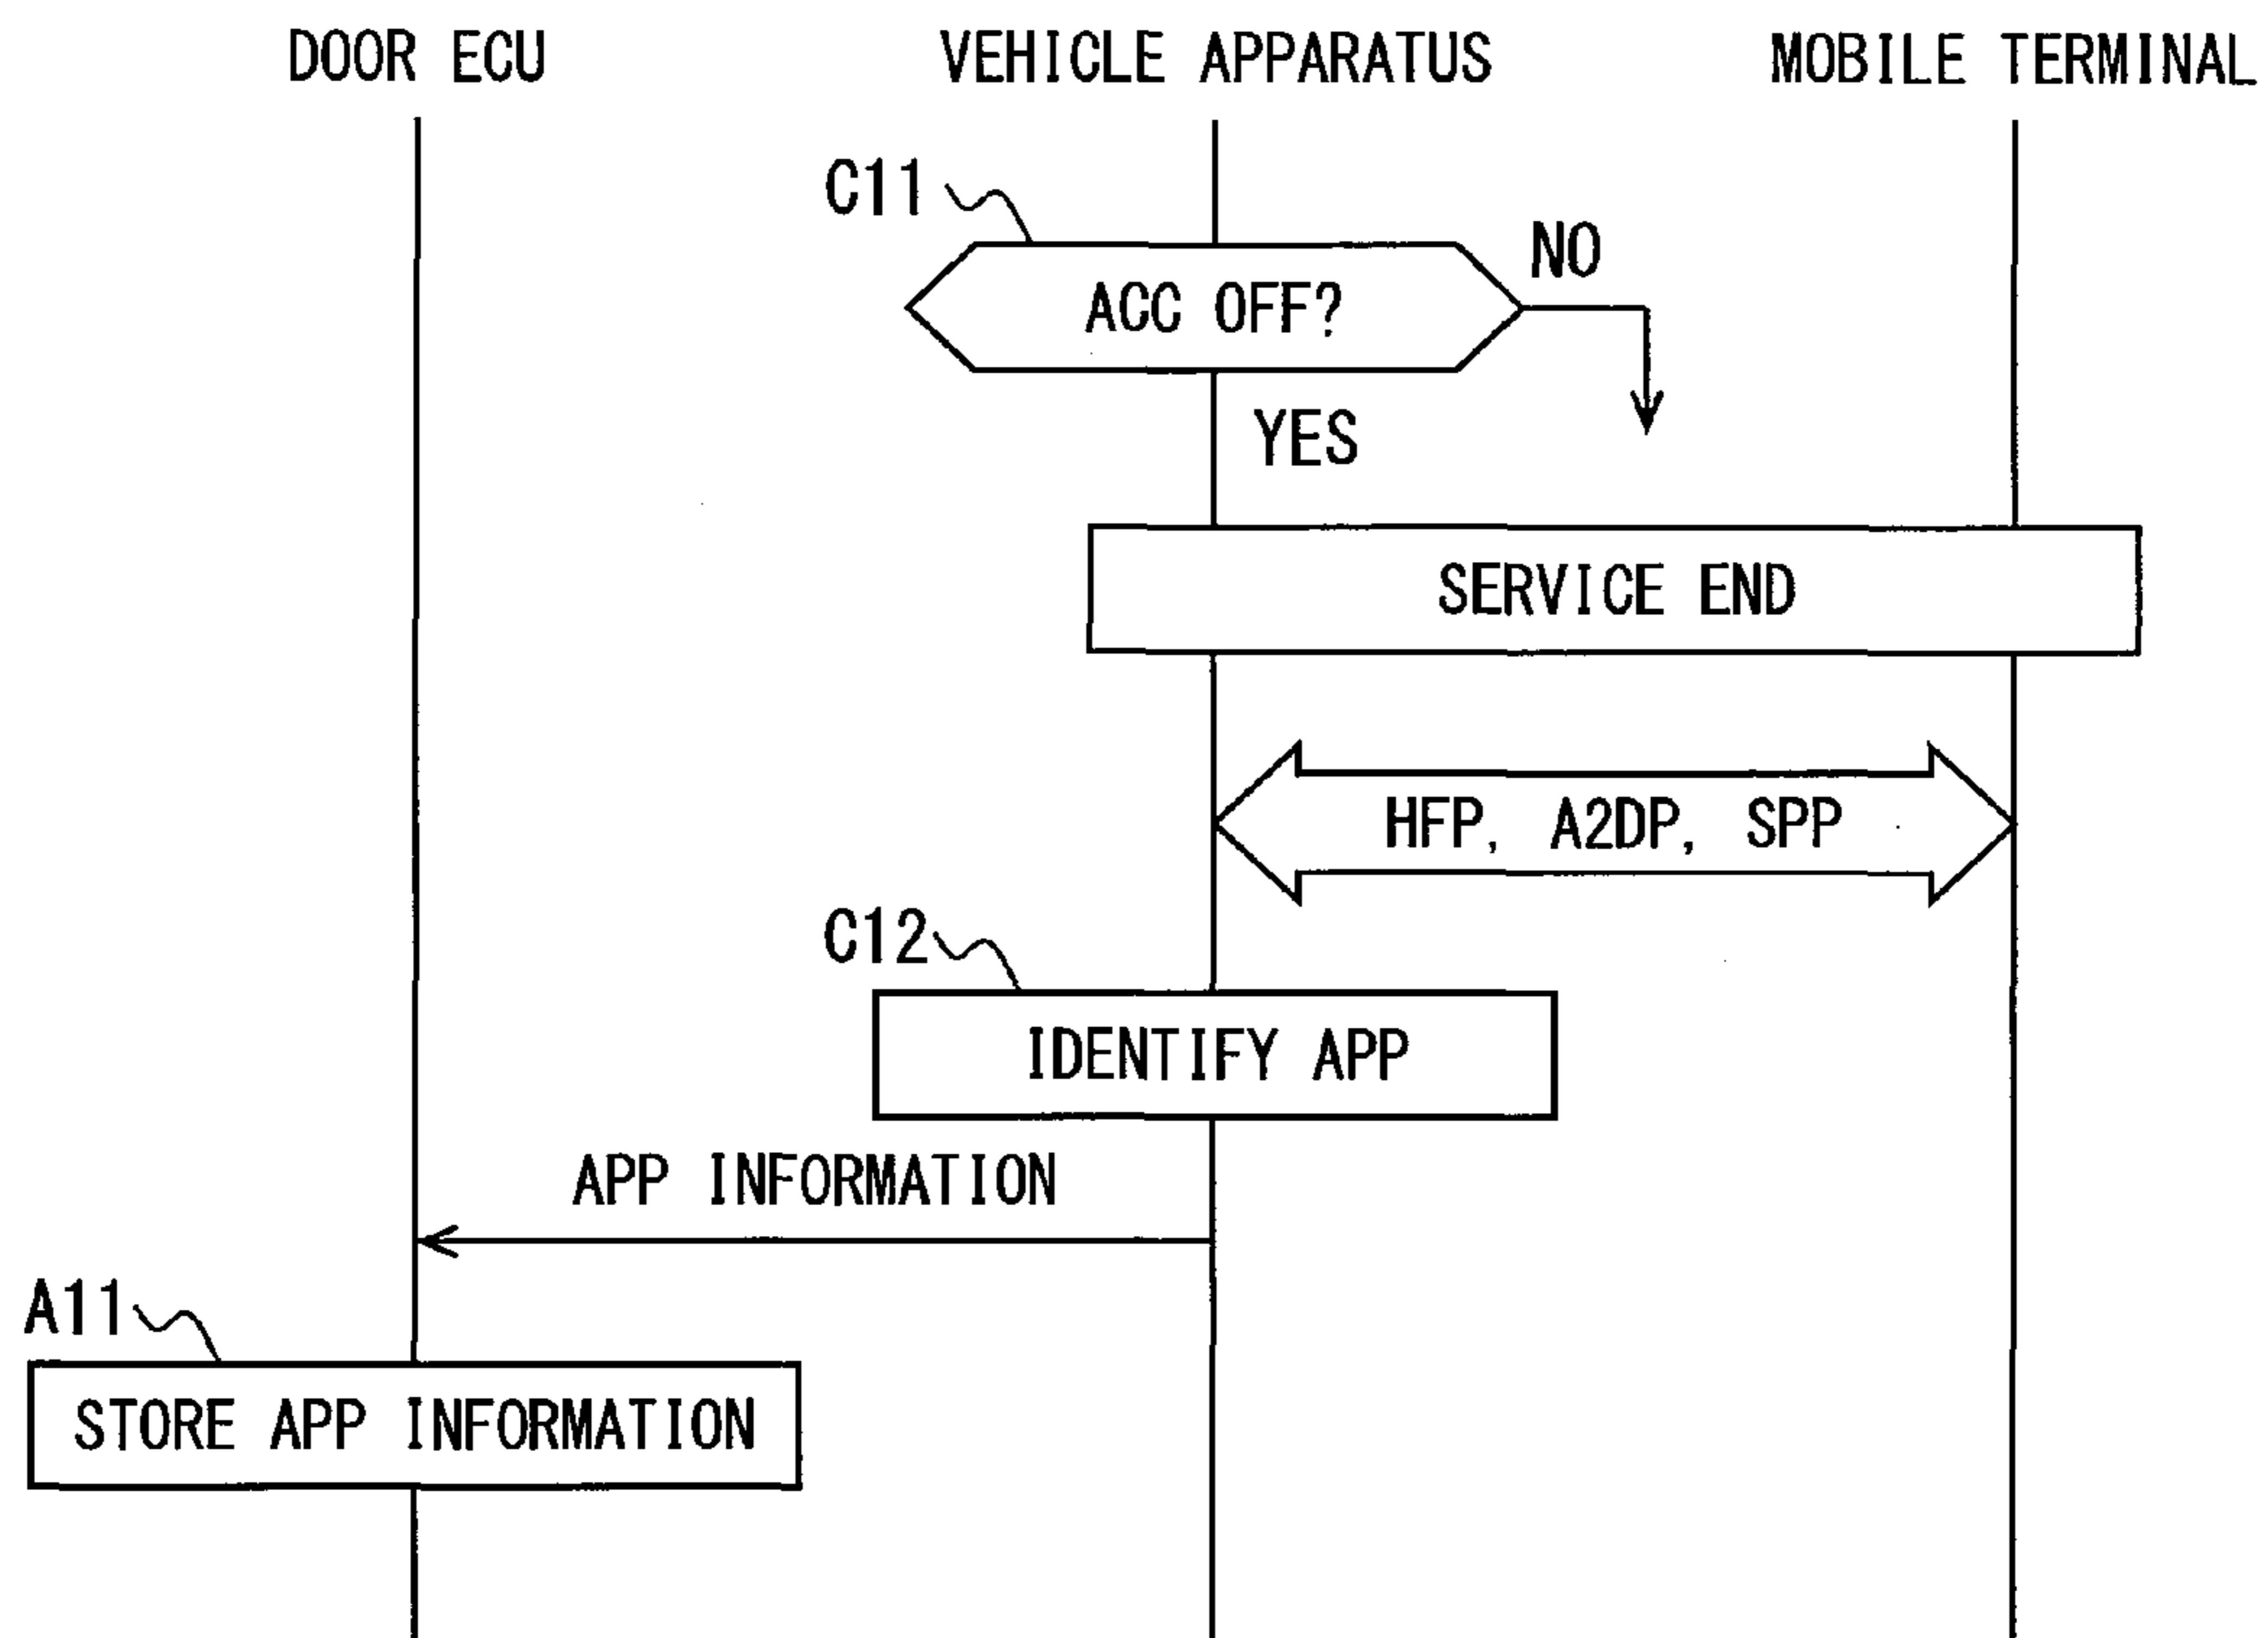 DOOR ECU
VEHICLE APPARATUS
MOBILE TERMINAL
C11
NO
ACC OFF?
YES
SERVICE END
HFP, A2DP, SPP
C12
IDENTIFY APP
APP INFORMATION
A11
STORE APP INFORMATION